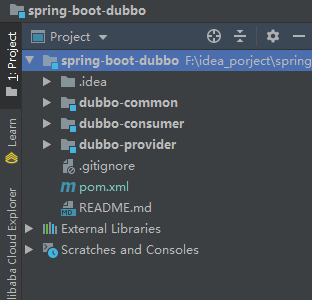 spring-boot-dubbo
Project
spring-boot-dubbo F:\idea_porject\spring
.idea
dubbo-common
dubbo-consumer
dubbo-provider
.gitignore
pom.xml
README.md
External Libraries
Scratches and Consoles
1: Project
Learn
libaba Cloud Explorer